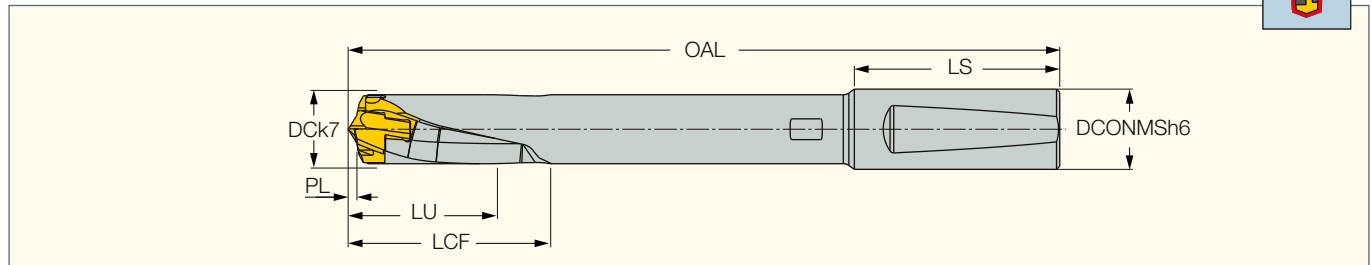 OAL
LS
DCk7
DCONMSh6
PL
LU
LCF